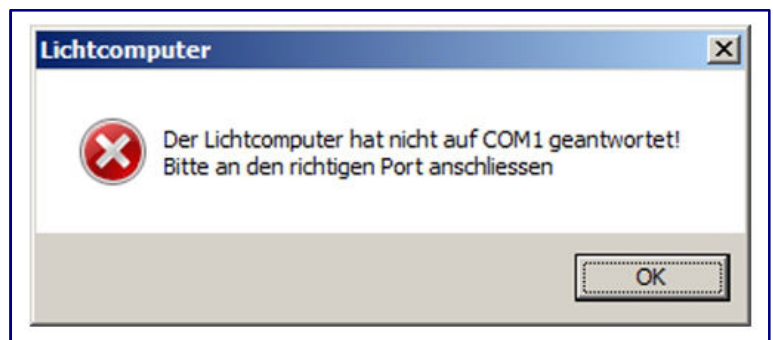 Lichtcomputer
Der Lichtcomputer hat nicht auf COM1 geantwortet!
Bitte an den richtigen Port anschliessen
OK